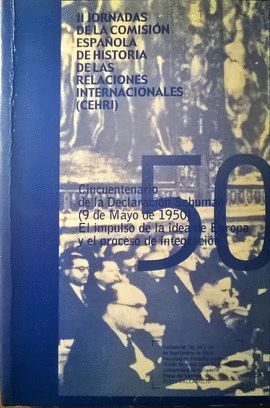 II JORNADAS
DE LA COMISIÓN
ESPAÑOLA
DE HISTORIA
DE LAS
RELACIONES
INTERNACIONALES
(CEHRI)
50
Cincuentenario
de la Declaración Schuman
(9 de Mayo de 1950)
El impulso de la idea de Europa
y el proceso de integración